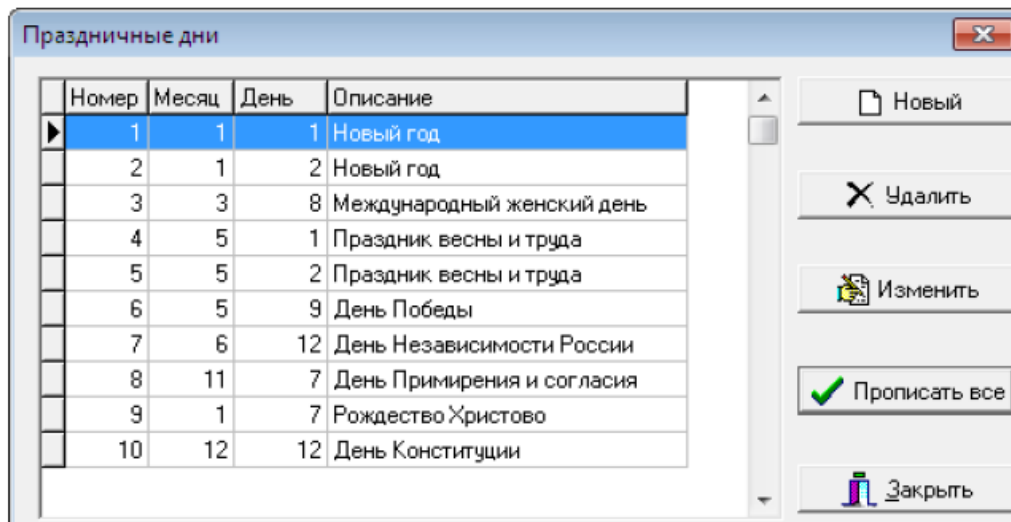 Праздничные дни
Номер Месяц День Описание
1 1 1 Новый год
2 1 2 Новый год
3 3 8 Международный женский день
4 5 1 Праздник весны и труда
5 5 2 Праздник весны и труда
6 5 9 День Победы
7 6 12 День Независимости России
8 11 7 День Примирения и согласия
9 1 7 Рождество Христово
10 12 12 День Конституции
Новый
Удалить
Изменить
Прописать все
Закрыть